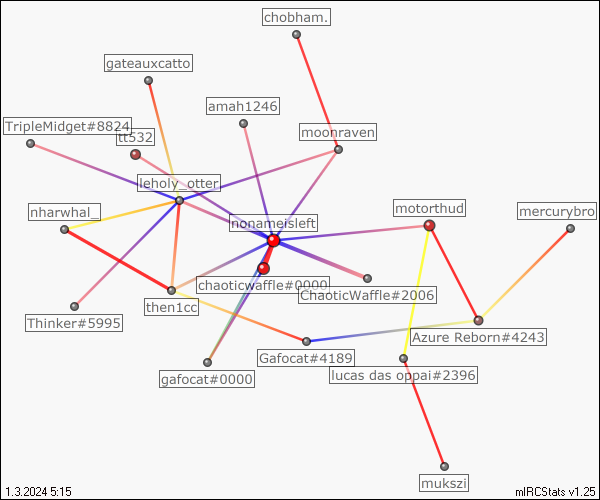 chobham.
gateauxcatto
amah1246
TripleMidget#8824
moonraven
tt532
leholy_otter
nharwhal_
motorthud
mercurybro
nonameisleft
chaoticwaffle#0000
ChaoticWaffle#2006
then1cc
Thinker#5995
Azure Reborn#4243
Gafocat#4189
gafocat#0000
lucas das oppai#2396
mukszi
1.3.2024 5:15
mIRCStats v1.25